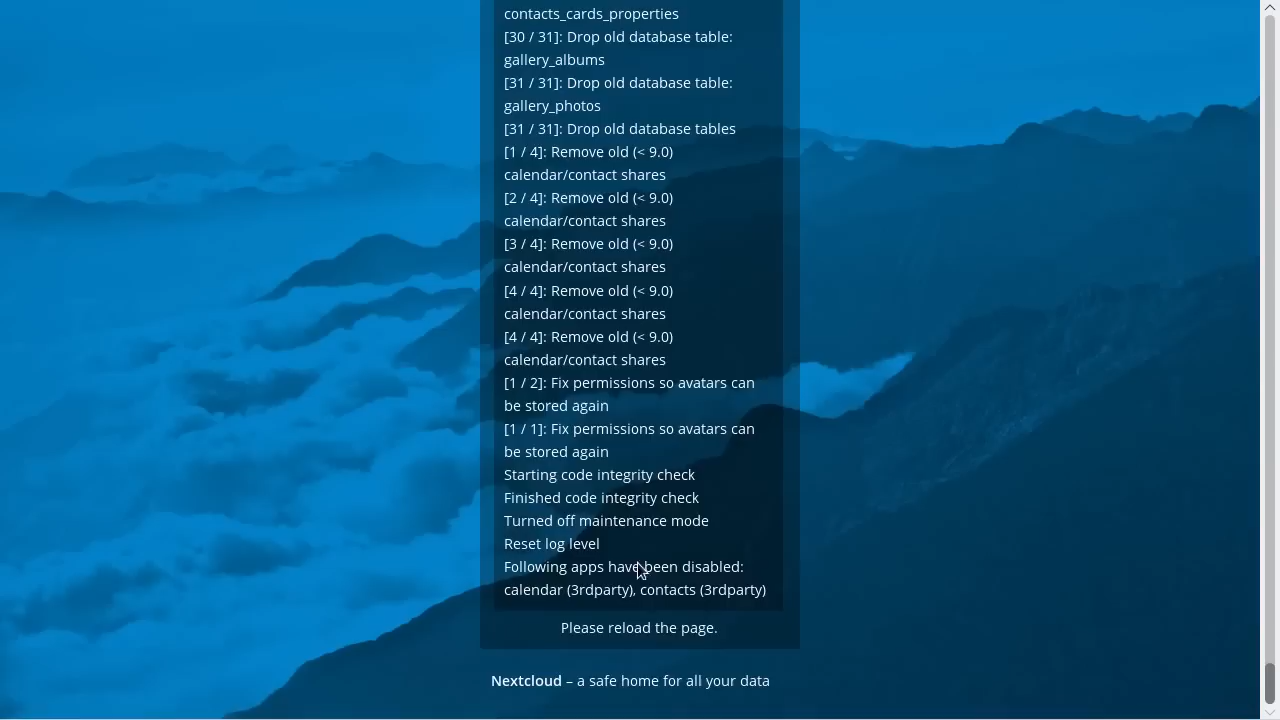 contacts_cards_properties
[30 / 31]: Drop old database table:
gallery_albums
[31 / 31]: Drop old database table:
gallery_photos
[31 / 31]: Drop old database tables
[1 / 4]: Remove old (< 9.0)
calendar/contact shares
[2 / 4]: Remove old (< 9.0)
calendar/contact shares
[3 / 4]: Remove old (< 9.0)
calendar/contact shares
[4 / 4]: Remove old (< 9.0)
calendar/contact shares
[4 / 4]: Remove old (< 9.0)
calendar/contact shares
[1 / 2]: Fix permissions so avatars can
be stored again
[1 / 1]: Fix permissions so avatars can
be stored again
Starting code integrity check
Finished code integrity check
Turned off maintenance mode
Reset log level
Following apps have been disabled:
calendar (3rdparty), contacts (3rdparty)
Please reload the page.
Nextcloud – a safe home for all your data